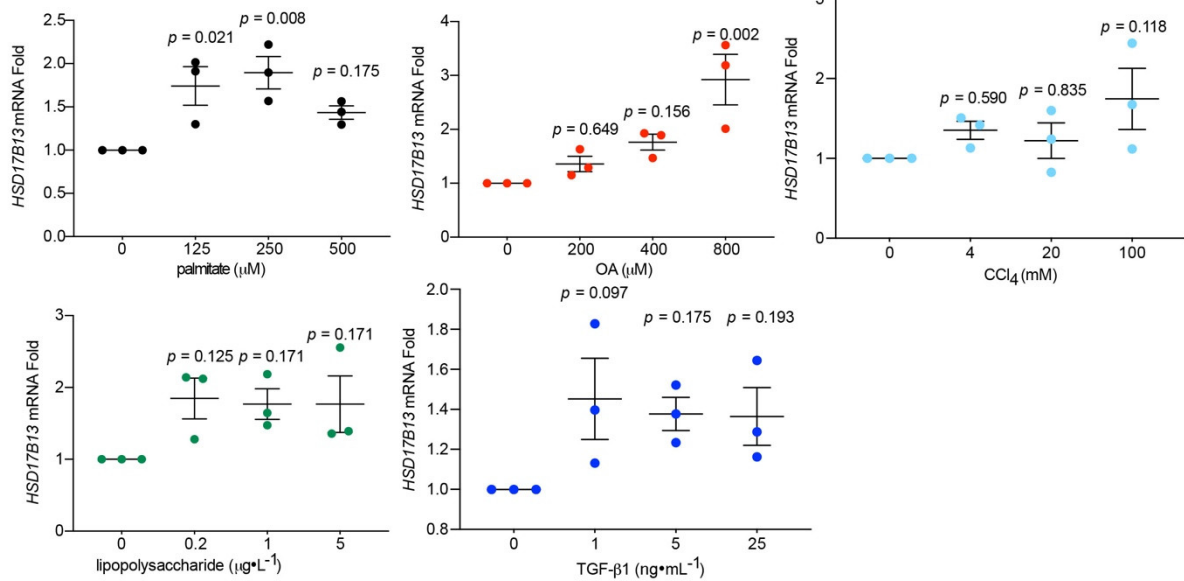 HSD17B13 mRNA Fold
2.5
2.0
1.5
1.0
0.5
0.0
p = 0.021
p = 0.008
p = 0.175
0
125
250
500
palmitate (μM)
HSD17B13 mRNA Fold
4
3
2
1
0
p = 0.649
p = 0.156
p = 0.002
0
200
400
800
OA (μM)
HSD17B13 mRNA Fold
2
1
0
p = 0.590
p = 0.835
p = 0.118
0
4
20
100
CCl4 (mM)
HSD17B13 mRNA Fold
3
2
1
0
p = 0.125
p = 0.171
p = 0.171
0
0.2
1
5
lipopolysaccharide (μg•L-1)
HSD17B13 mRNA Fold
2.0
1.8
1.6
1.4
1.2
1.0
0.8
p = 0.097
p = 0.175
p = 0.193
0
1
5
25
TGF-β1 (ng•mL-1)